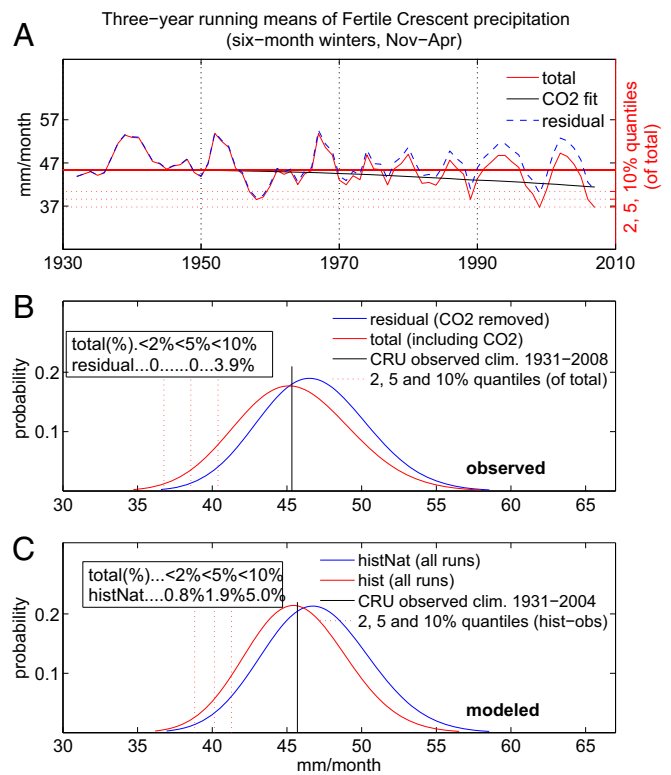 Three−year running means of Fertile Crescent precipitation
(six−month winters, Nov−Apr)
A
total
CO2 fit
residual
mm/month
57
47
37
2, 5, 10% quantiles
(of total)
1930 1950 1970 1990 2010
B
total(%).<2%<5%<10%
residual...0......0...3.9%
residual (CO2 removed)
total (including CO2)
CRU observed clim. 1931−2008
2, 5 and 10% quantiles (of total)
probability
0.2
0.1
observed
30 35 40 45 50 55 60 65
C
total(%)...<2%<5%<10%
histNat....0.8%1.9%5.0%
histNat (all runs)
hist (all runs)
CRU observed clim. 1931−2004
2, 5 and 10% quantiles (hist−obs)
probability
0.2
0.1
modeled
30 35 40 45 50 55 60 65
mm/month